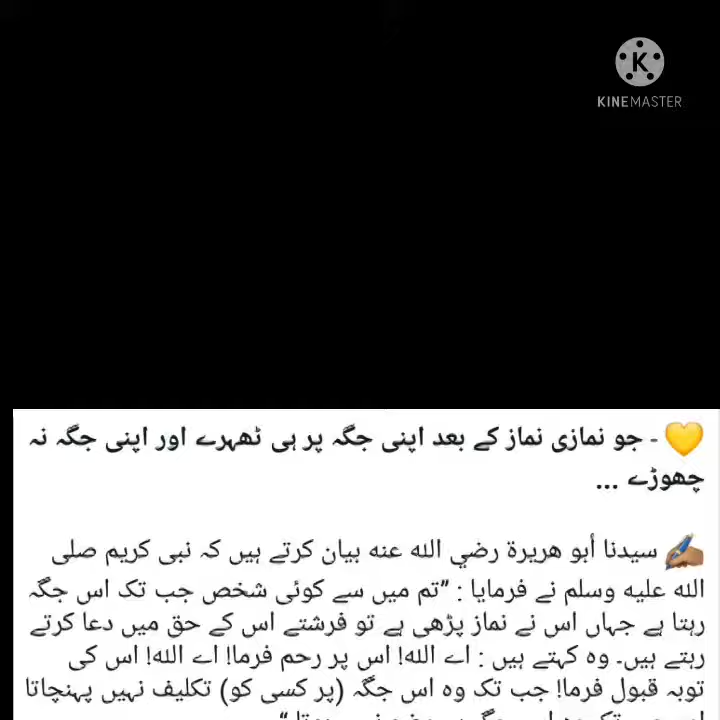 K
KINEMASTER
💛 - جو نمازی نماز کے بعد اپنی جگہ پر ہی ٹھہرے اور اپنی جگہ نہ
چھوڑے ...
✍🏽 سیدنا أبو هريرة رضي الله عنه بیان کرتے ہیں کہ نبی کریم صلی
الله عليه وسلم نے فرمایا : ”تم میں سے کوئی شخص جب تک اس جگہ
رہتا ہے جہاں اس نے نماز پڑھی ہے تو فرشتے اس کے حق میں دعا کرتے
رہتے ہیں۔ وہ کہتے ہیں : اے الله! اس پر رحم فرما! اے الله! اس کی
توبہ قبول فرما! جب تک وہ اس جگہ (پر کسی کو) تکلیف نہیں پہنچاتا